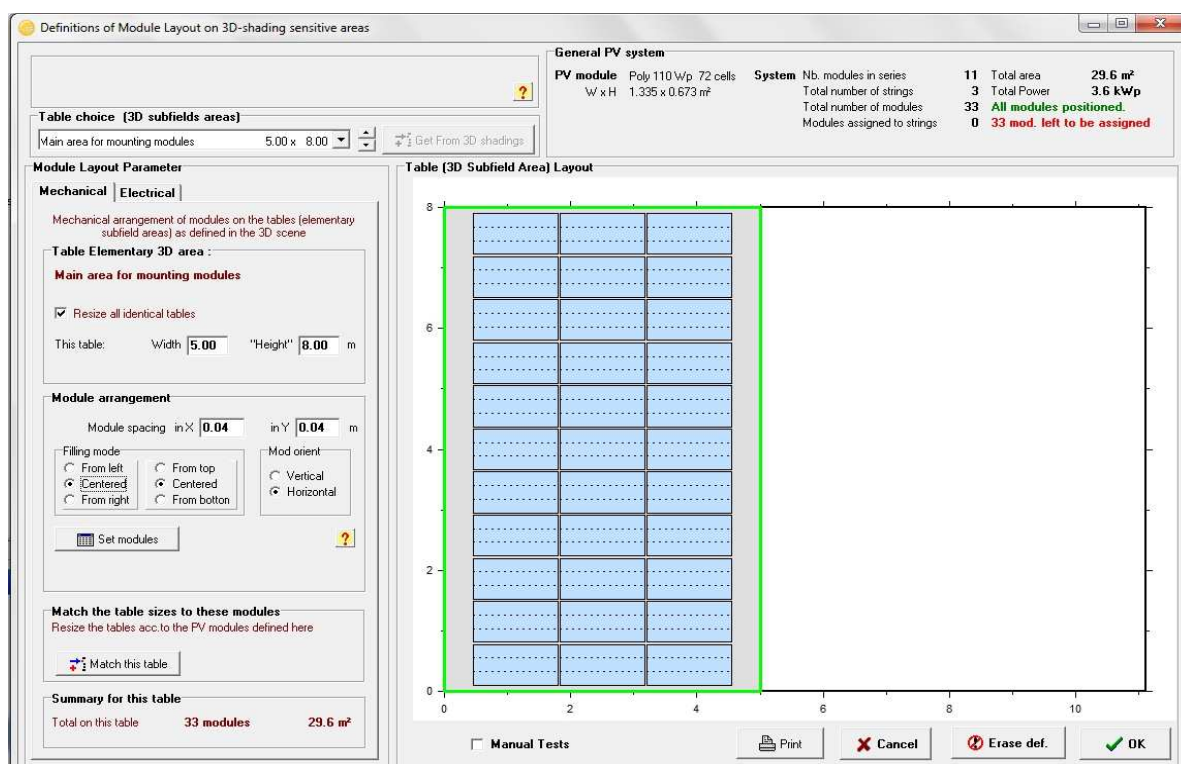 Definitions of Module Layout on 3D-shading sensitive areas
General PV system
PV module Poly 110 Wp 72 cells System Nb. modules in series 11 Total area 29.6 m²
W x H 1.335 x 0.673 m² Total number of strings 3 Total Power 3.6 kWp
Total number of modules 33 All modules positioned.
Modules assigned to strings 0 33 mod. left to be assigned
?
Table choice (3D subfields areas)
Main area for mounting modules 5.00 x 8.00 Get From 3D shadings
Module Layout Parameter
Mechanical Electrical
Mechanical arrangement of modules on the tables (elementary
subfield areas) as defined in the 3D scene
Table Elementary 3D area :
Main area for mounting modules
Resize all identical tables
This table: Width 5.00 "Height" 8.00 m
Module arrangement
Module spacing in X 0.04 in Y 0.04 m
Filling mode Mod orient
From left From top
Vertical
Centered Centered
Horizontal
From right From botton
Set modules ?
Match the table sizes to these modules
Resize the tables acc.to the PV modules defined here
Match this table
Summary for this table
Total on this table 33 modules 29.6 m²
Table (3D Subfield Area) Layout
8
6
4
2
0
0 2 4 6 8 10
Manual Tests Print Cancel Erase def. OK